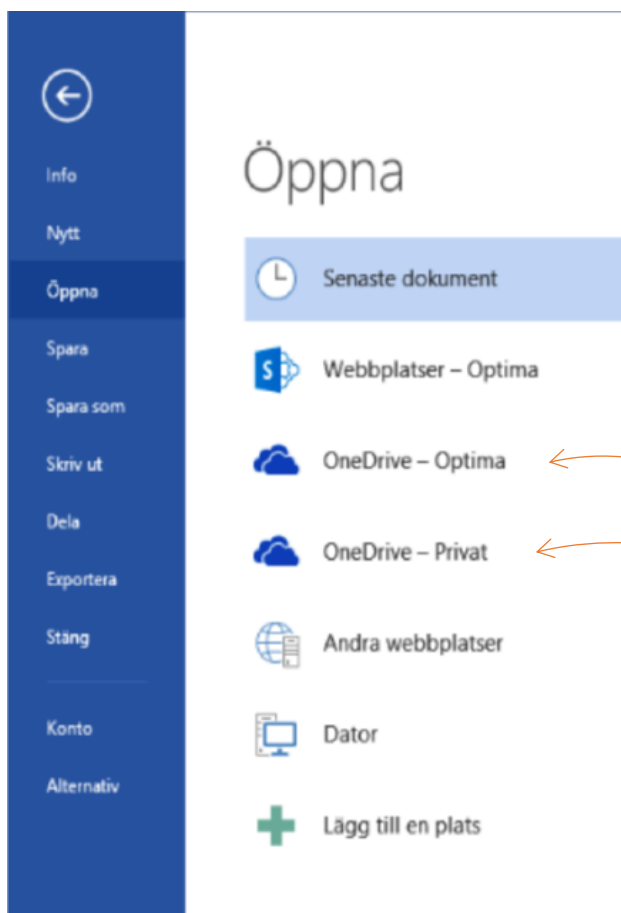 Info
Nytt
Öppna
Spara
Spara som
Skriv ut
Dela
Exportera
Stäng
Konto
Alternativ
Öppna
Senaste dokument
S
Webbplatser – Optima
OneDrive – Optima
OneDrive – Privat
Andra webbplatser
Dator
Lägg till en plats